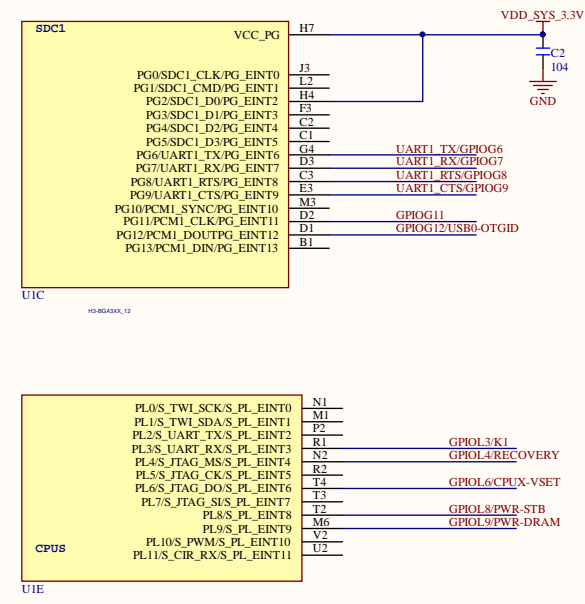 VDD_SYS_3.3V
SDC1
VCC_PG H7
C2
104
GND
PG0/SDC1_CLK/PG_EINT0 J3
PG1/SDC1_CMD/PG_EINT1 L2
PG2/SDC1_D0/PG_EINT2 H4
PG3/SDC1_D1/PG_EINT3 F3
PG4/SDC1_D2/PG_EINT4 C2
PG5/SDC1_D3/PG_EINT5 C1
PG6/UART1_TX/PG_EINT6 G4 UART1_TX/GPIOG6
PG7/UART1_RX/PG_EINT7 D3 UART1_RX/GPIOG7
PG8/UART1_RTS/PG_EINT8 C3 UART1_RTS/GPIOG8
PG9/UART1_CTS/PG_EINT9 E3 UART1_CTS/GPIOG9
PG10/PCM1_SYNC/PG_EINT10 M3
PG11/PCM1_CLK/PG_EINT11 D2 GPIOG11
PG12/PCM1_DOUTPG_EINT12 D1 GPIOG12/USB0-OTGID
PG13/PCM1_DIN/PG_EINT13 B1
U1C
H3-BGA3XX_12
PL0/S_TWI_SCK/S_PL_EINT0 N1
PL1/S_TWI_SDA/S_PL_EINT1 M1
PL2/S_UART_TX/S_PL_EINT2 P2
PL3/S_UART_RX/S_PL_EINT3 R1 GPIOL3/K1
PL4/S_JTAG_MS/S_PL_EINT4 N2 GPIOL4/RECOVERY
PL5/S_JTAG_CK/S_PL_EINT5 R2
PL6/S_JTAG_DO/S_PL_EINT6 T4 GPIOL6/CPUX-VSET
PL7/S_JTAG_SI/S_PL_EINT7 T3
PL8/S_PL_EINT8 T2 GPIOL8/PWR-STB
PL9/S_PL_EINT9 M6 GPIOL9/PWR-DRAM
PL10/S_PWM/S_PL_EINT10 V2
CPUS
PL11/S_CIR_RX/S_PL_EINT11 U2
U1E